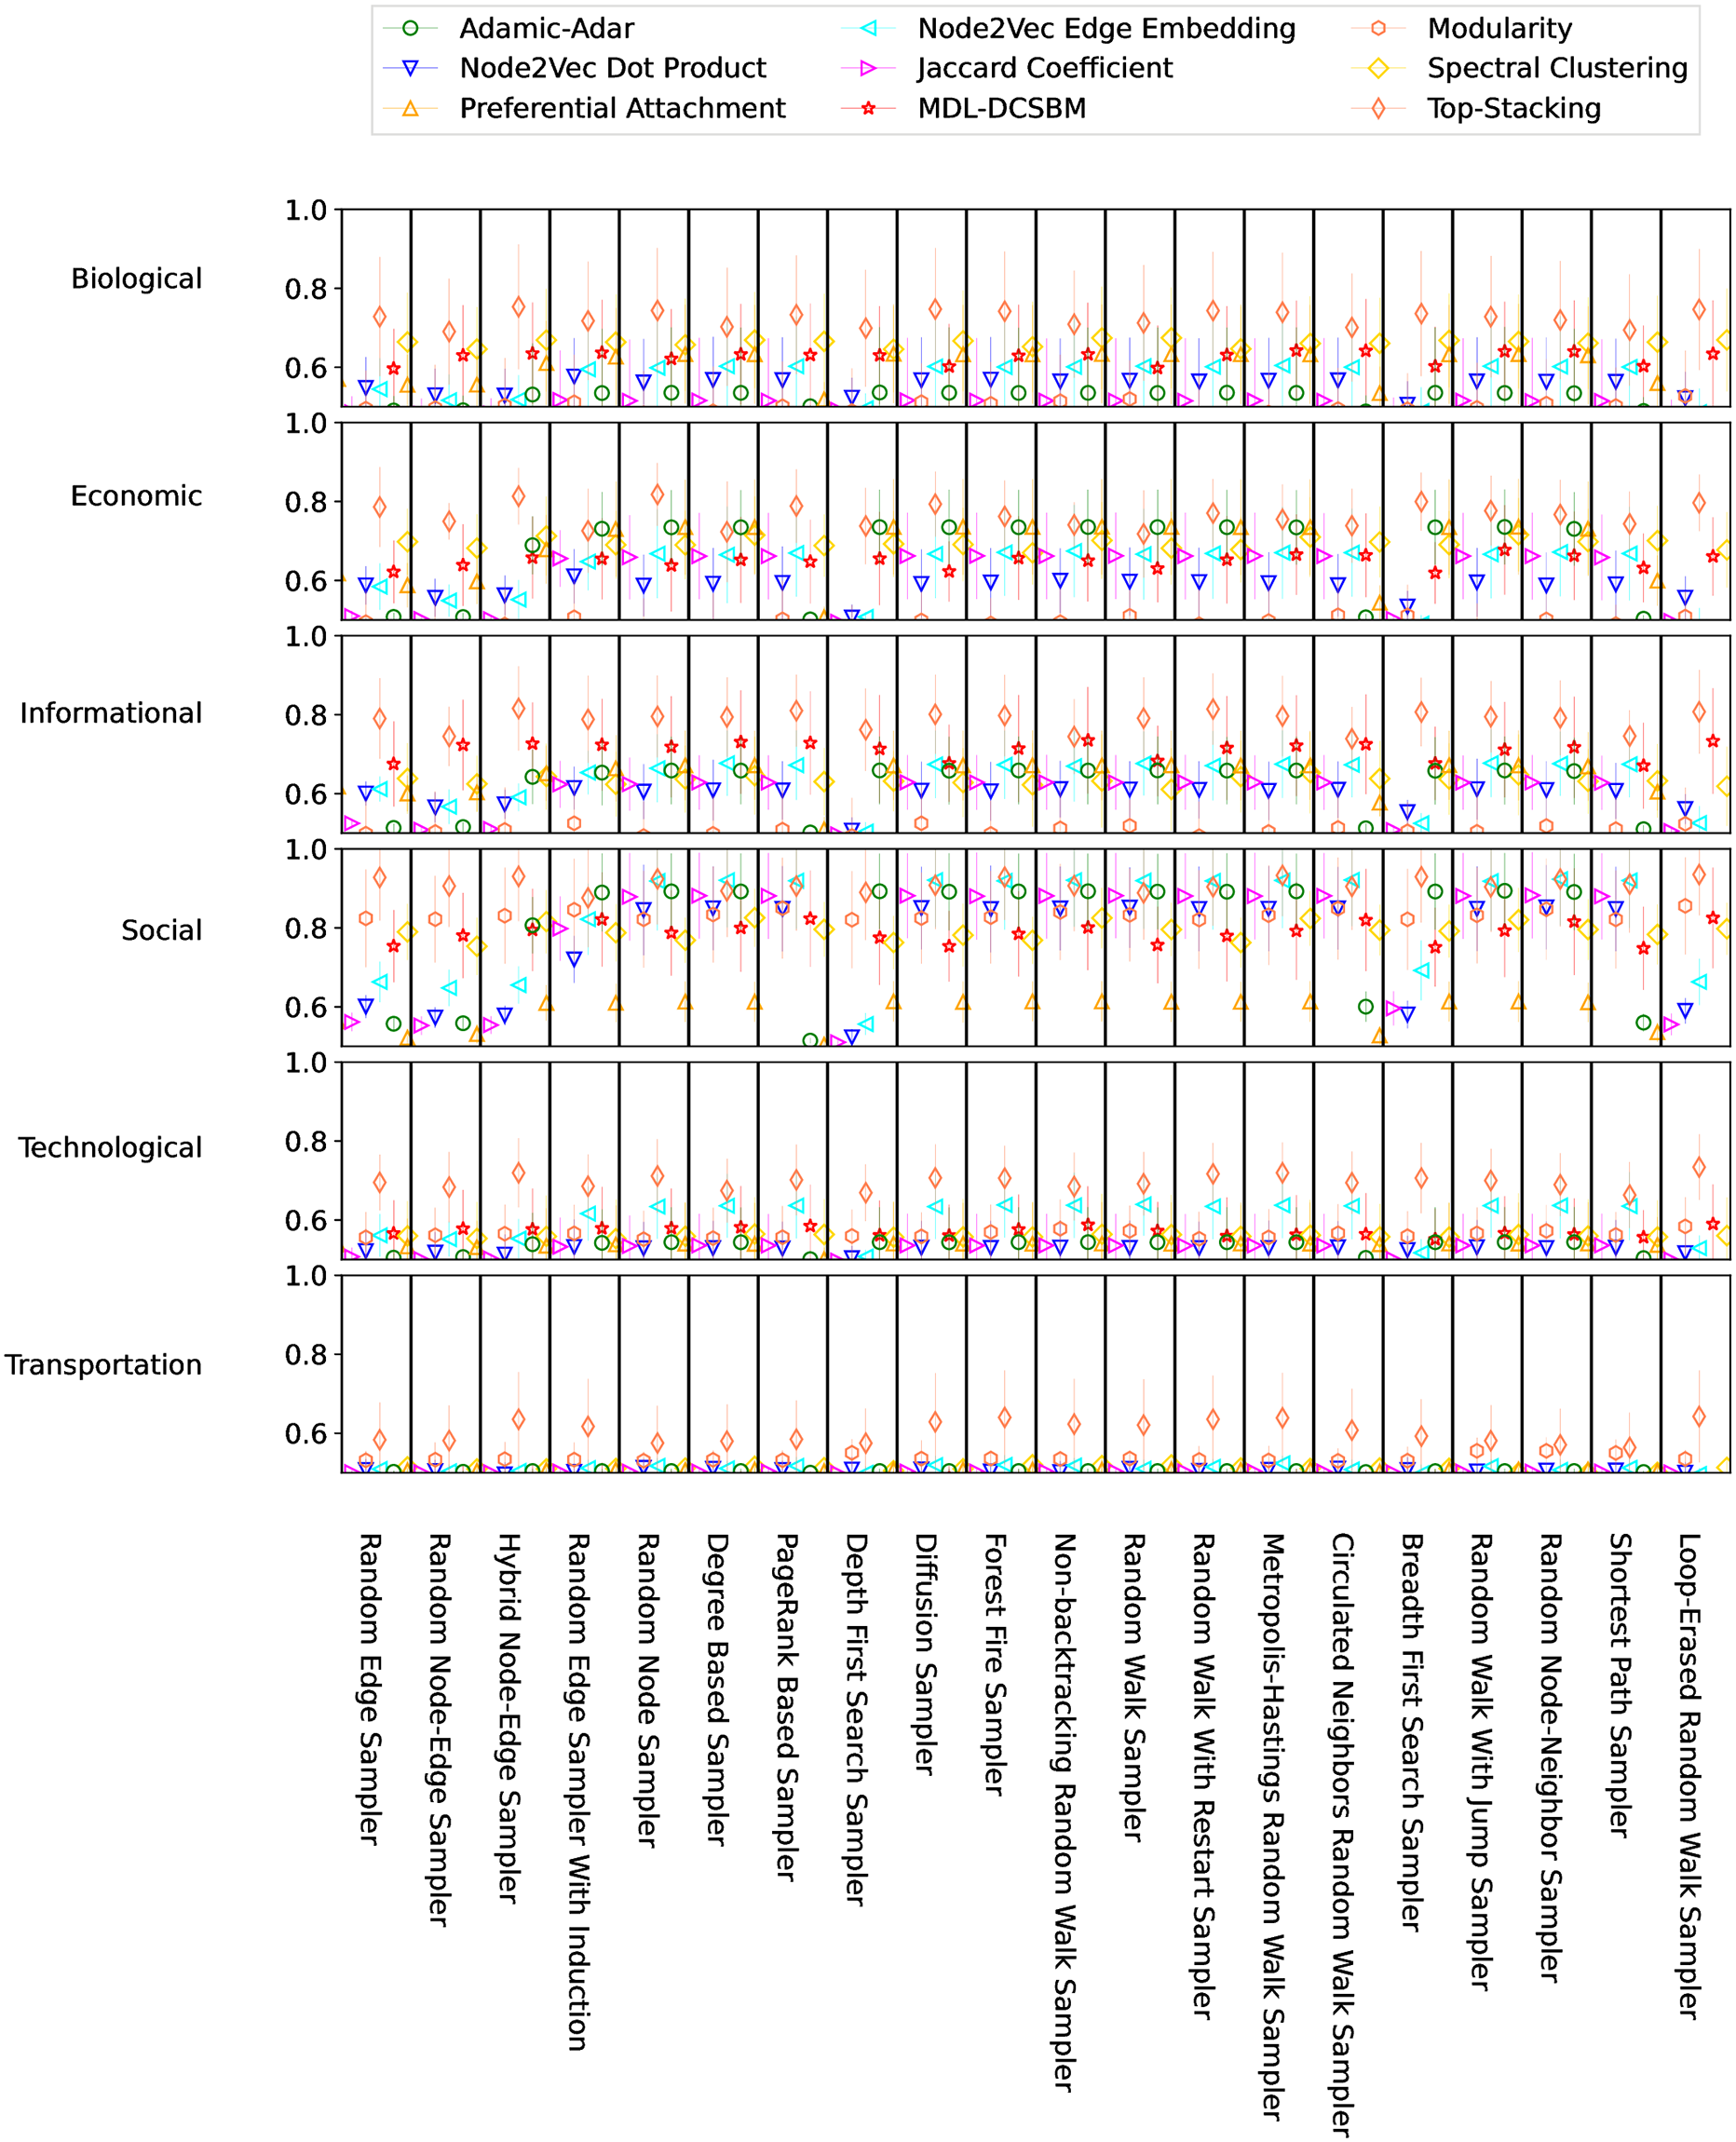 Adamic-Adar
Node2Vec Dot Product
Preferential Attachment
Node2Vec Edge Embedding
Jaccard Coefficient
MDL-DCSBM
Modularity
Spectral Clustering
Top-Stacking
Biological
1.0
0.8
0.6
Economic
1.0
0.8
0.6
Informational
1.0
0.8
0.6
Social
1.0
0.8
0.6
Technological
1.0
0.8
0.6
Transportation
1.0
0.8
0.6
Random Edge Sampler
Random Node-Edge Sampler
Hybrid Node-Edge Sampler
Random Edge Sampler With Induction
Random Node Sampler
Degree Based Sampler
PageRank Based Sampler
Depth First Search Sampler
Diffusion Sampler
Forest Fire Sampler
Non-backtracking Random Walk Sampler
Random Walk Sampler
Random Walk With Restart Sampler
Metropolis-Hastings Random Walk Sampler
Circulated Neighbors Random Walk Sampler
Breadth First Search Sampler
Random Walk With Jump Sampler
Random Node-Neighbor Sampler
Shortest Path Sampler
Loop-Erased Random Walk Sampler